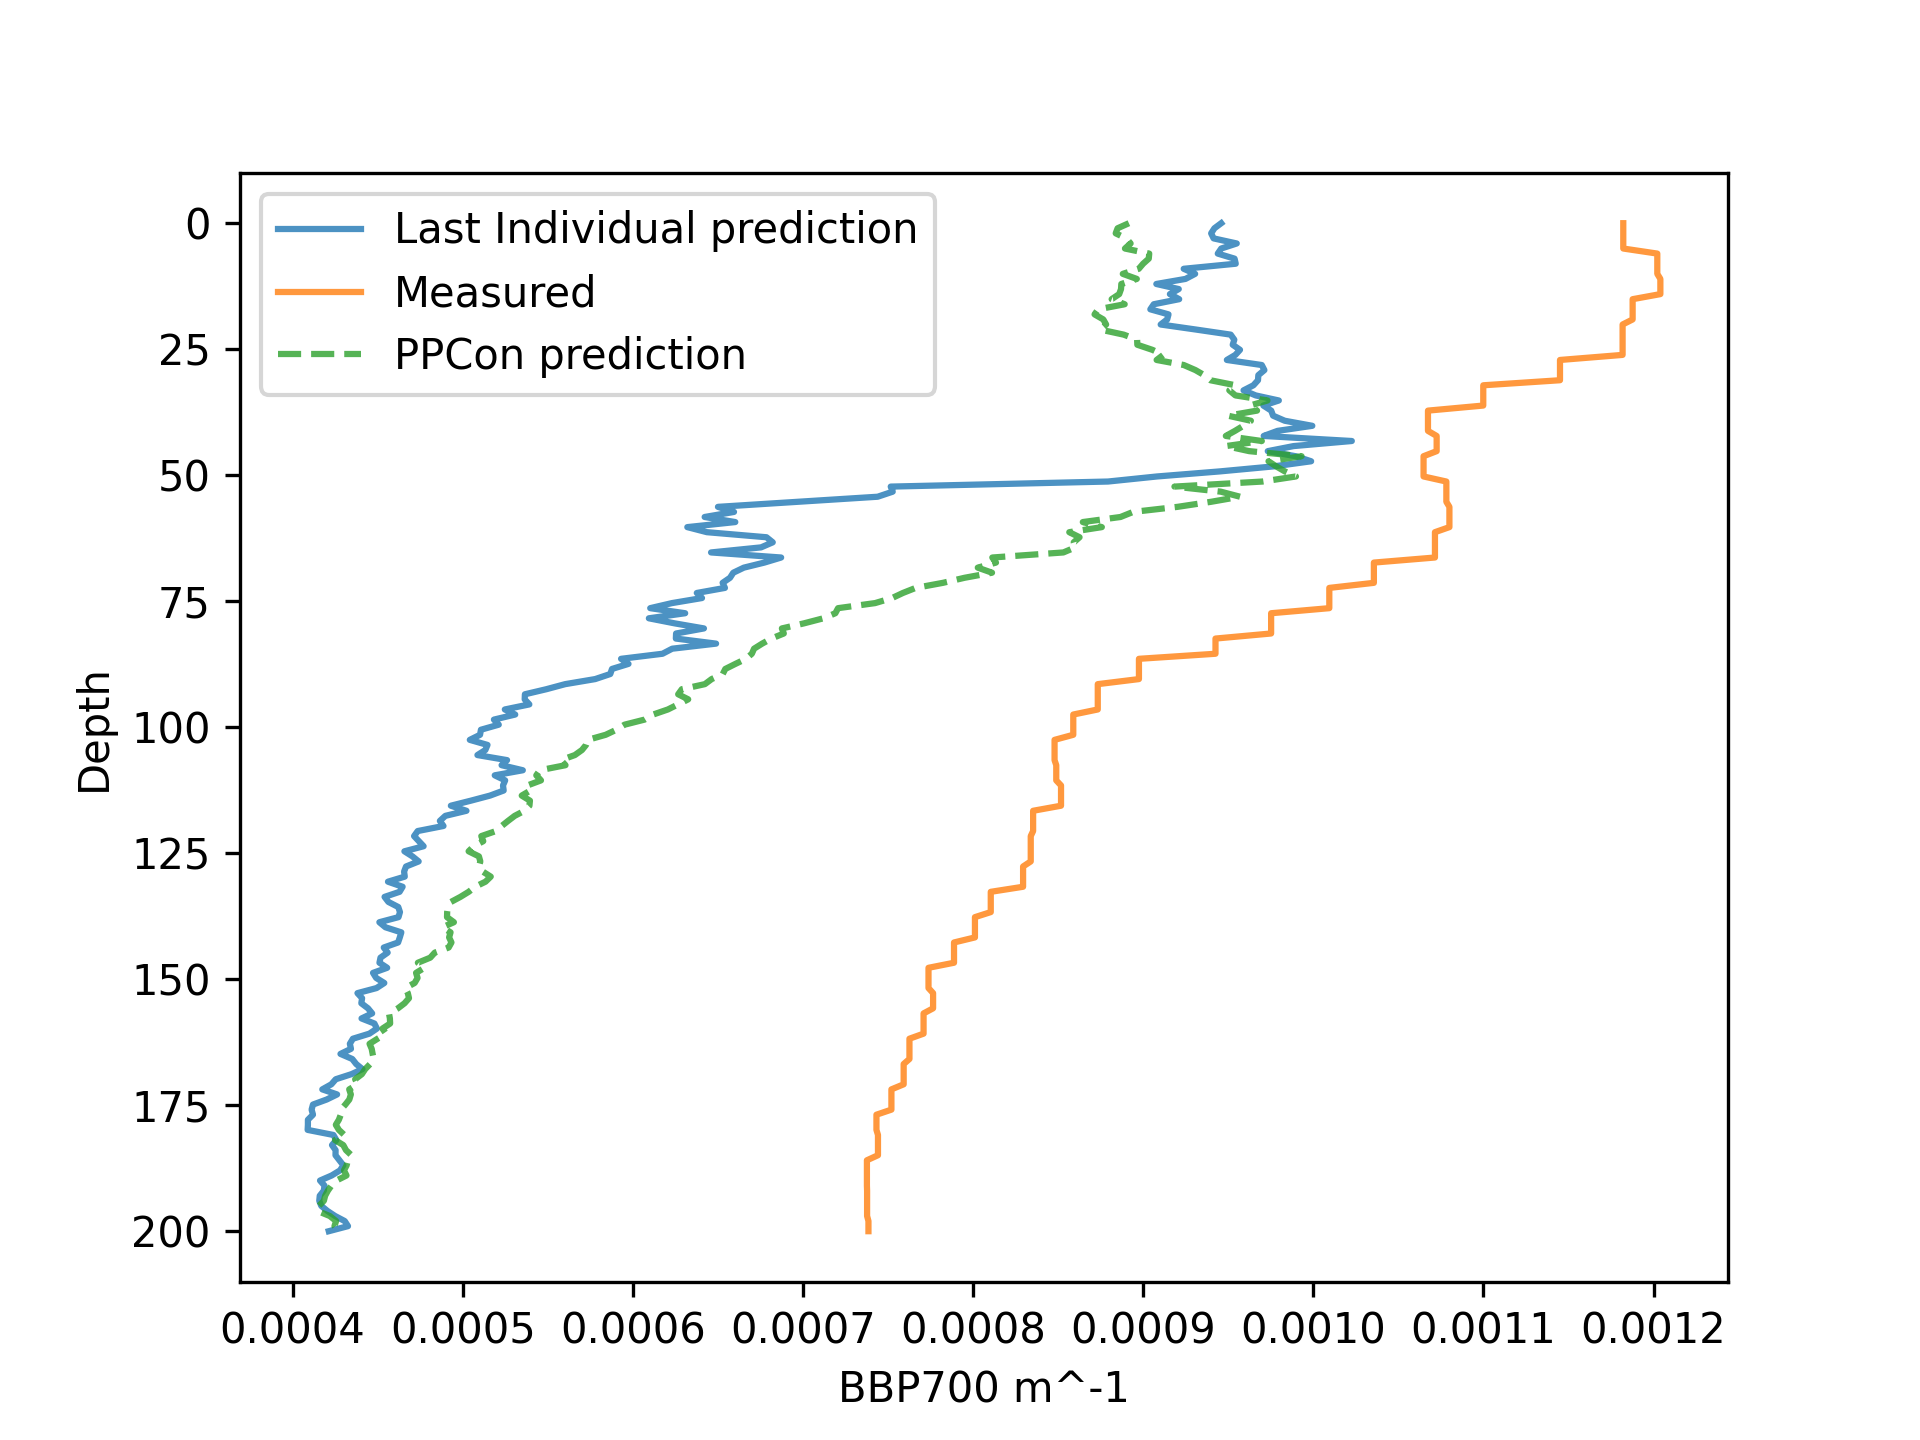 Last Individual prediction
Measured
PPCon prediction
0
25
50
75
100
125
150
175
200
Depth
0.0004 0.0005 0.0006 0.0007 0.0008 0.0009 0.0010 0.0011 0.0012
BBP700 m^-1